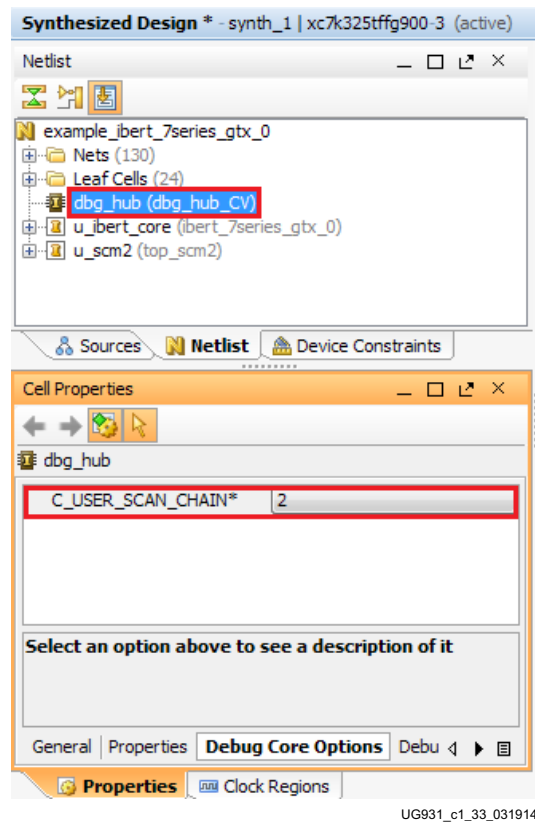 Synthesized Design * - synth_1 | xc7k325tffg900-3 (active)
Netlist
example_ibert_7series_gtx_0
Nets (130)
Leaf Cells (24)
dbg_hub (dbg_hub_CV)
u_ibert_core (ibert_7series_gtx_0)
u_scm2 (top_scm2)
Sources Netlist Device Constraints
Cell Properties
dbg_hub
C_USER_SCAN_CHAIN* 2
Select an option above to see a description of it
General Properties Debug Core Options Debu
Properties Clock Regions
UG931_c1_33_031914